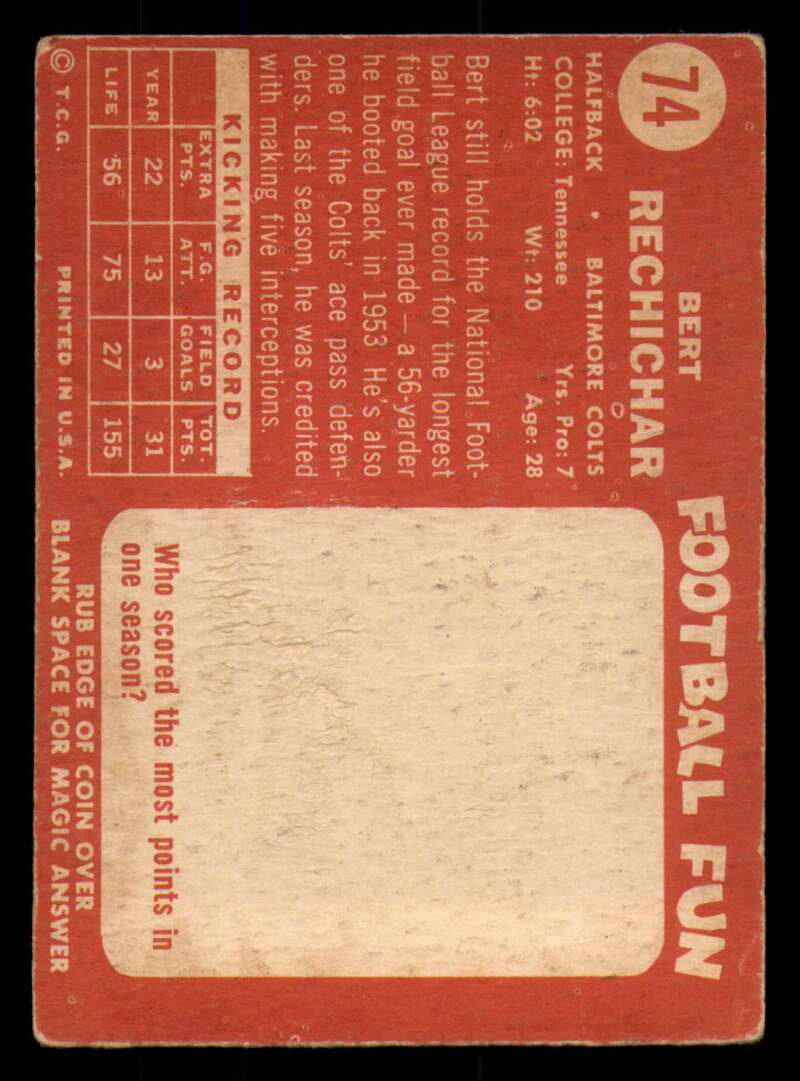 74
BERT
RECHICHAR
HALFBACK • BALTIMORE COLTS
COLLEGE: Tennessee Yrs. Pro: 7
Ht: 6:02 Wt: 210 Age: 28
Bert still holds the National Foot-
ball League record for the longest
field goal ever made — a 56-yarder
he booted back in 1953 He's also
one of the Colts' ace pass defen-
ders. Last season, he was credited
with making five interceptions.
KICKING RECORD
EXTRA PTS. F.G. ATT. FIELD GOALS TOT. PTS.
YEAR 22 13 3 31
LIFE 56 75 27 155
© T.C.G. PRINTED IN U.S.A.
FOOTBALL FUN
Who scored the most points in
one season?
RUB EDGE OF COIN OVER
BLANK SPACE FOR MAGIC ANSWER